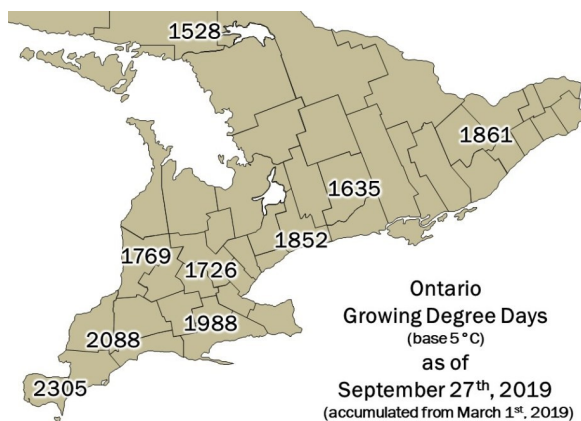 1528
1861
1635
1852
1769
1726
1988
2088
2305
Ontario
Growing Degree Days
(base 5°C)
as of
September 27th, 2019
(accumulated from March 1st, 2019)